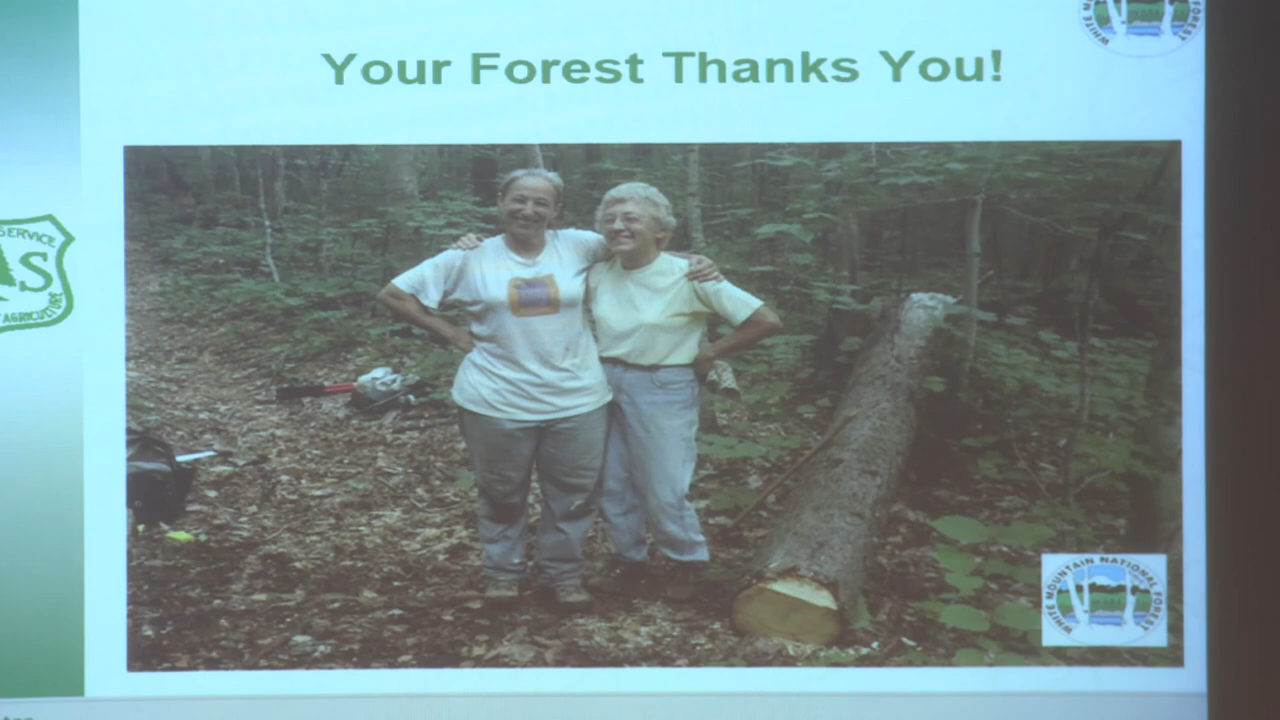 Your Forest Thanks You!
SERVICE
S
AGRICULTURE
WHITE MOUNTAIN NATIONAL FOREST